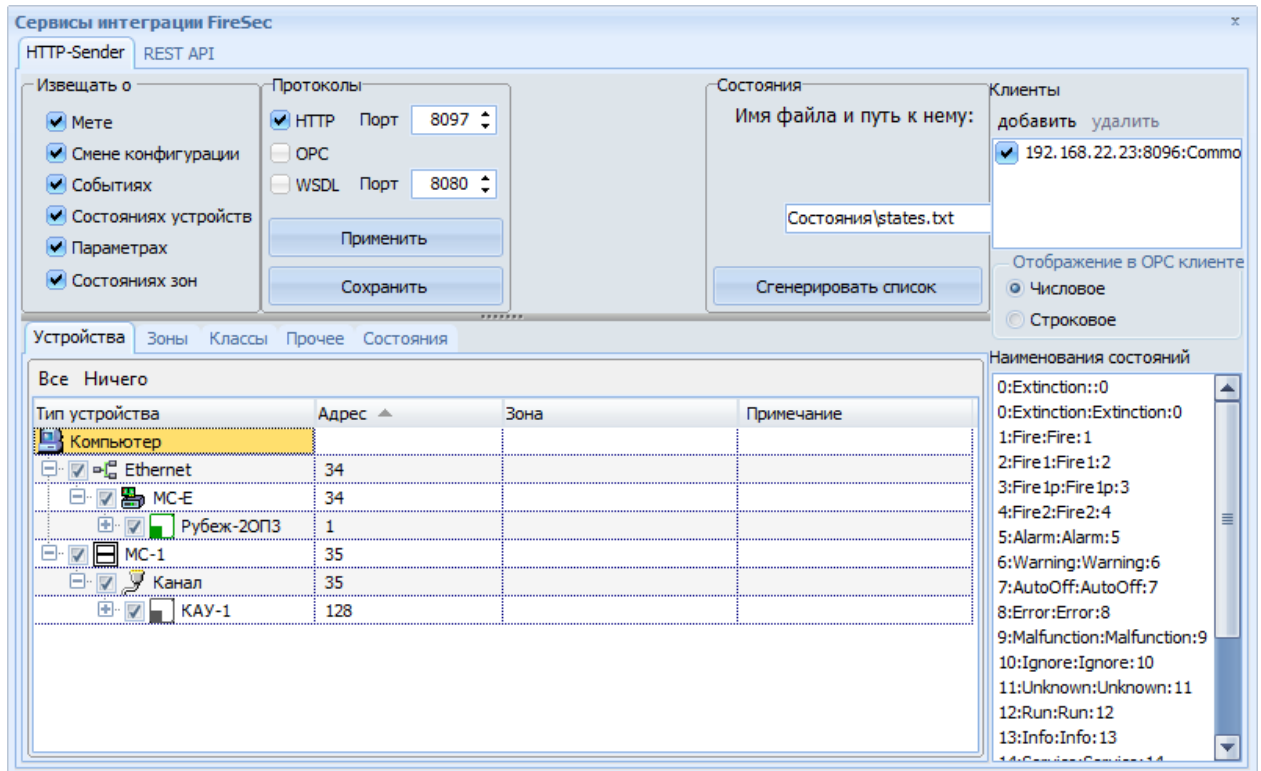 Сервисы интеграции FireSec
HTTP-Sender REST API
Извещать о
Мете
Смене конфигурации
Событиях
Состояниях устройств
Параметрах
Состояниях зон
Протоколы
HTTP Порт 8097
OPC
WSDL Порт 8080
Применить
Сохранить
Состояния
Имя файла и путь к нему:
Состояния\states.txt
Сгенерировать список
Клиенты
добавить удалить
192.168.22.23:8096:Commo
Отображение в OPC клиенте
Числовое
Строковое
Устройства Зоны Классы Прочее Состояния
Все Ничего
Тип устройства Адрес Зона Примечание
Компьютер
Ethernet 34
МС-Е 34
Рубеж-2ОП3 1
МС-1 35
Канал 35
КАУ-1 128
Наименования состояний
0:Extinction::0
0:Extinction:Extinction:0
1:Fire:Fire:1
2:Fire1:Fire1:2
3:Fire1p:Fire1p:3
4:Fire2:Fire2:4
5:Alarm:Alarm:5
6:Warning:Warning:6
7:AutoOff:AutoOff:7
8:Error:Error:8
9:Malfunction:Malfunction:9
10:Ignore:Ignore:10
11:Unknown:Unknown:11
12:Run:Run:12
13:Info:Info:13
14:Service:Service:14